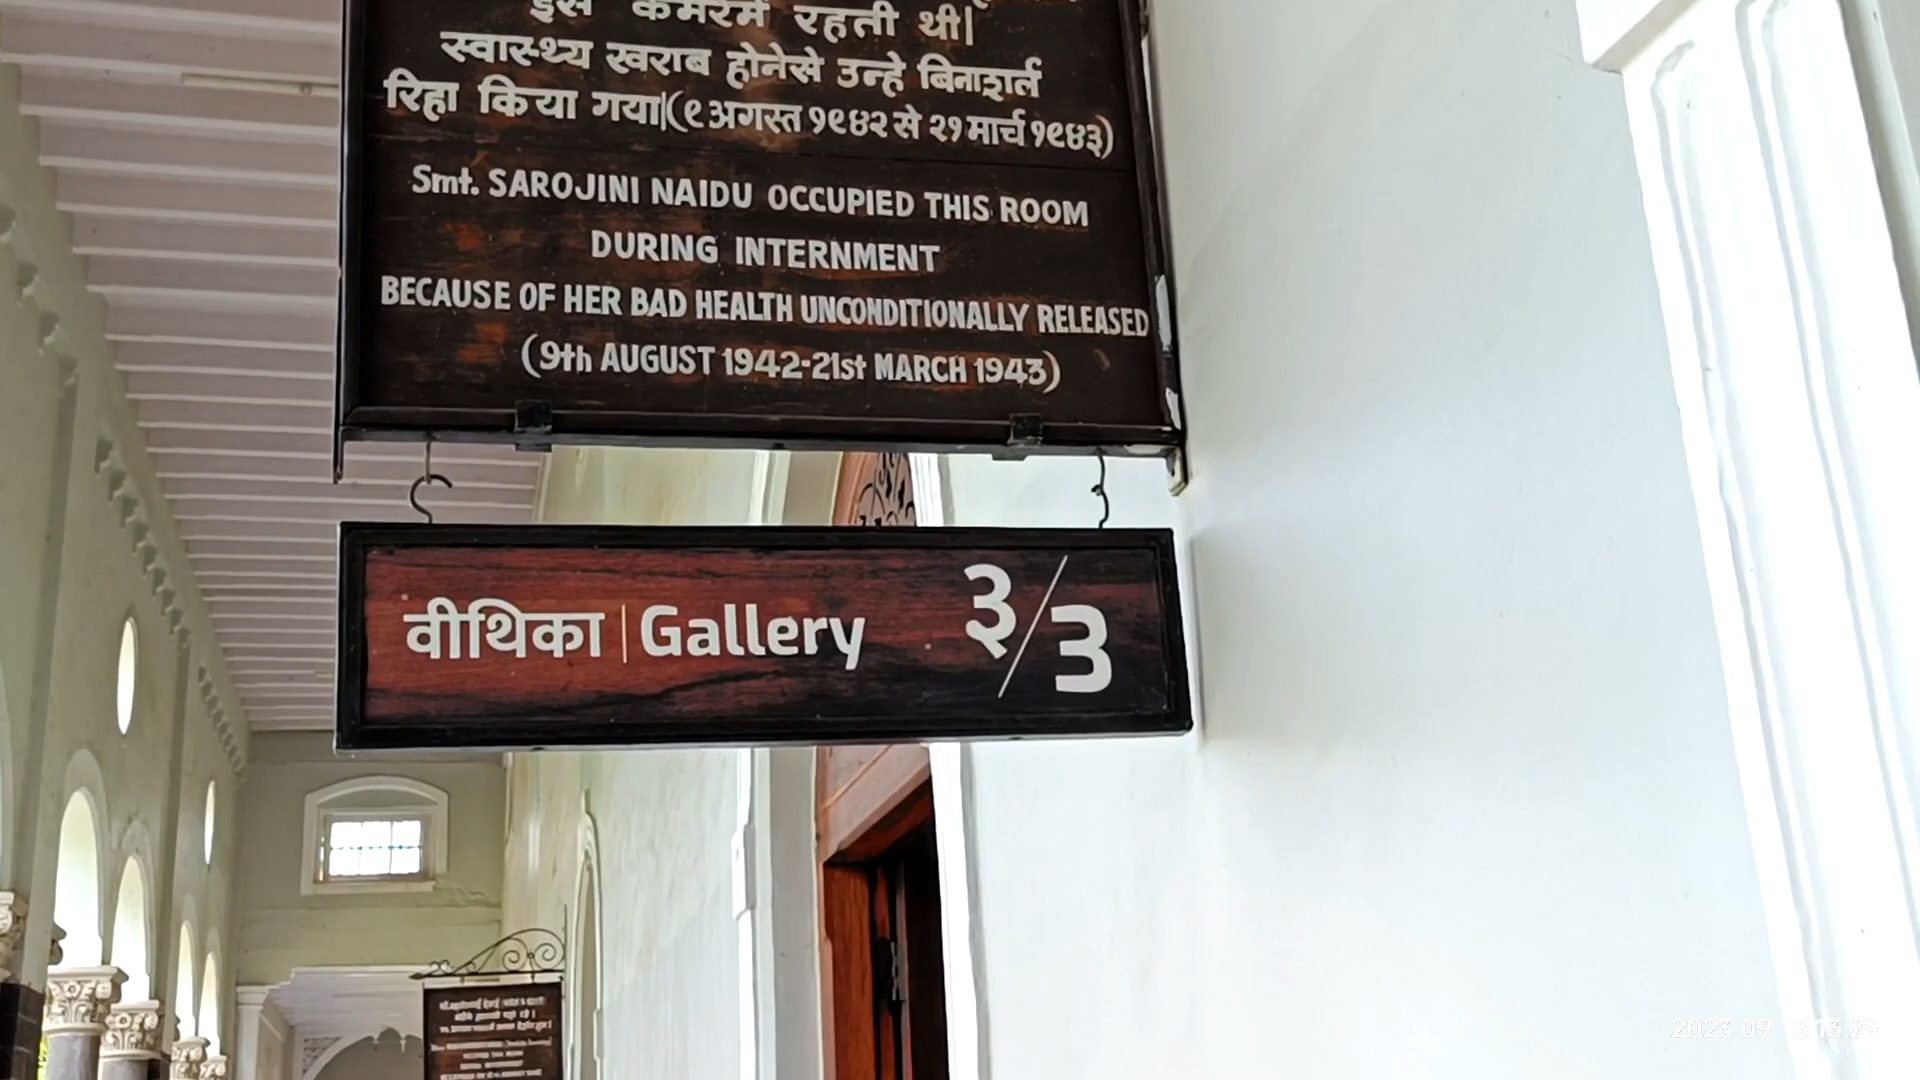 इस कमरेमें रहती थी|
स्वास्थ्य खराब होनेसे उन्हे बिनाशर्त
रिहा किया गया|(९ अगस्त १९४२ से २१ मार्च १९४३)
Smt. SAROJINI NAIDU OCCUPIED THIS ROOM
DURING INTERNMENT
BECAUSE OF HER BAD HEALTH UNCONDITIONALLY RELEASED
(9th AUGUST 1942-21st MARCH 1943)
वीथिका | Gallery ३/3